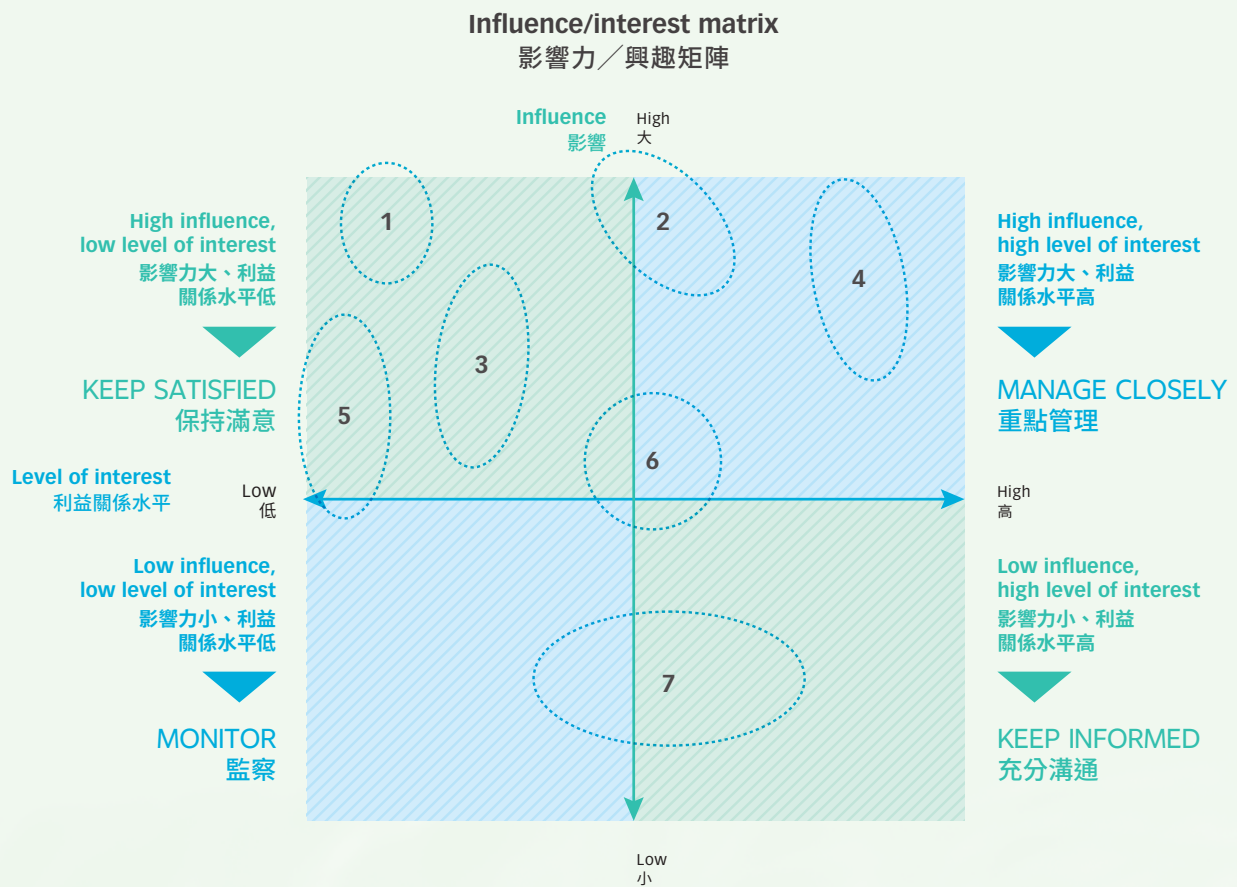 Influence/interest matrix
影響力／興趣矩陣
Influence
影響
High
大
High influence,
low level of interest
影響力大、利益
關係水平低
KEEP SATISFIED
保持滿意
1
2
3
4
5
6
High influence,
high level of interest
影響力大、利益
關係水平高
MANAGE CLOSELY
重點管理
Level of interest
利益關係水平
Low
低
High
高
Low influence,
low level of interest
影響力小、利益
關係水平低
MONITOR
監察
7
Low influence,
high level of interest
影響力小、利益
關係水平高
KEEP INFORMED
充分溝通
Low
小